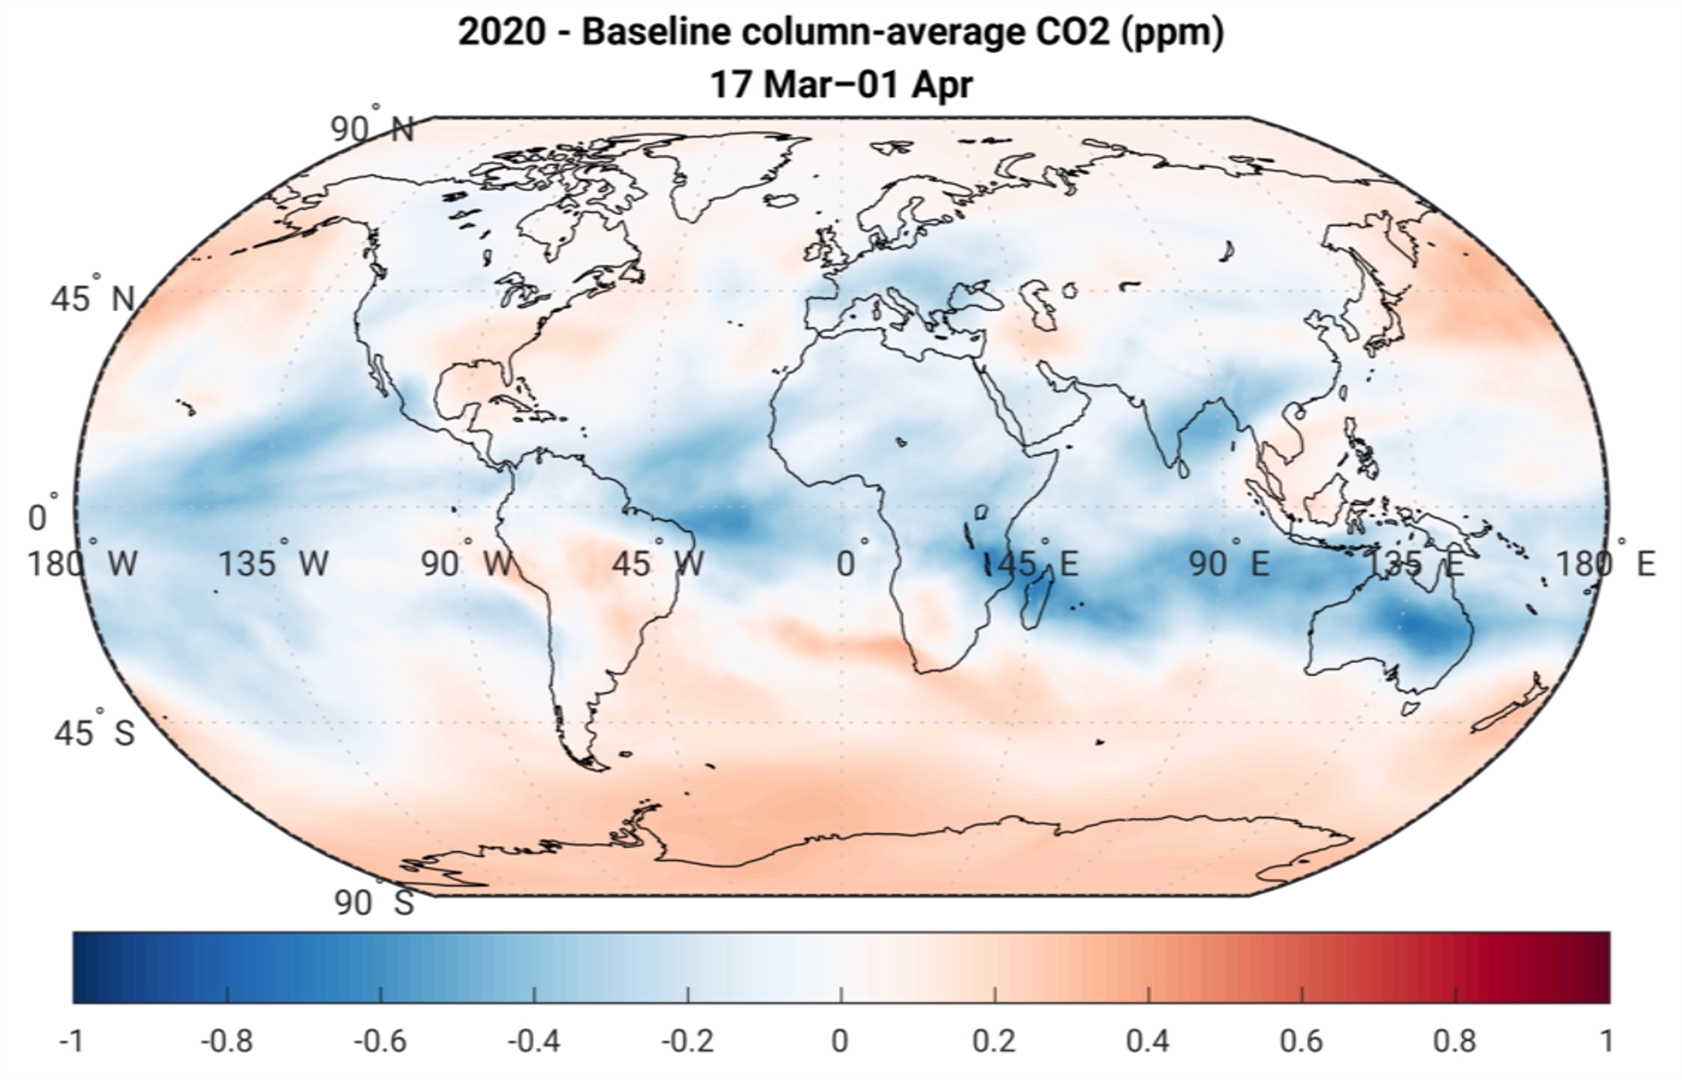 2020 - Baseline column-average CO2 (ppm)
17 Mar–01 Apr
90° N
45° N
0°
180° W 135° W 90° W 45° W 0° 45° E 90° E 135° E 180° E
45° S
90° S
-1 -0.8 -0.6 -0.4 -0.2 0 0.2 0.4 0.6 0.8 1